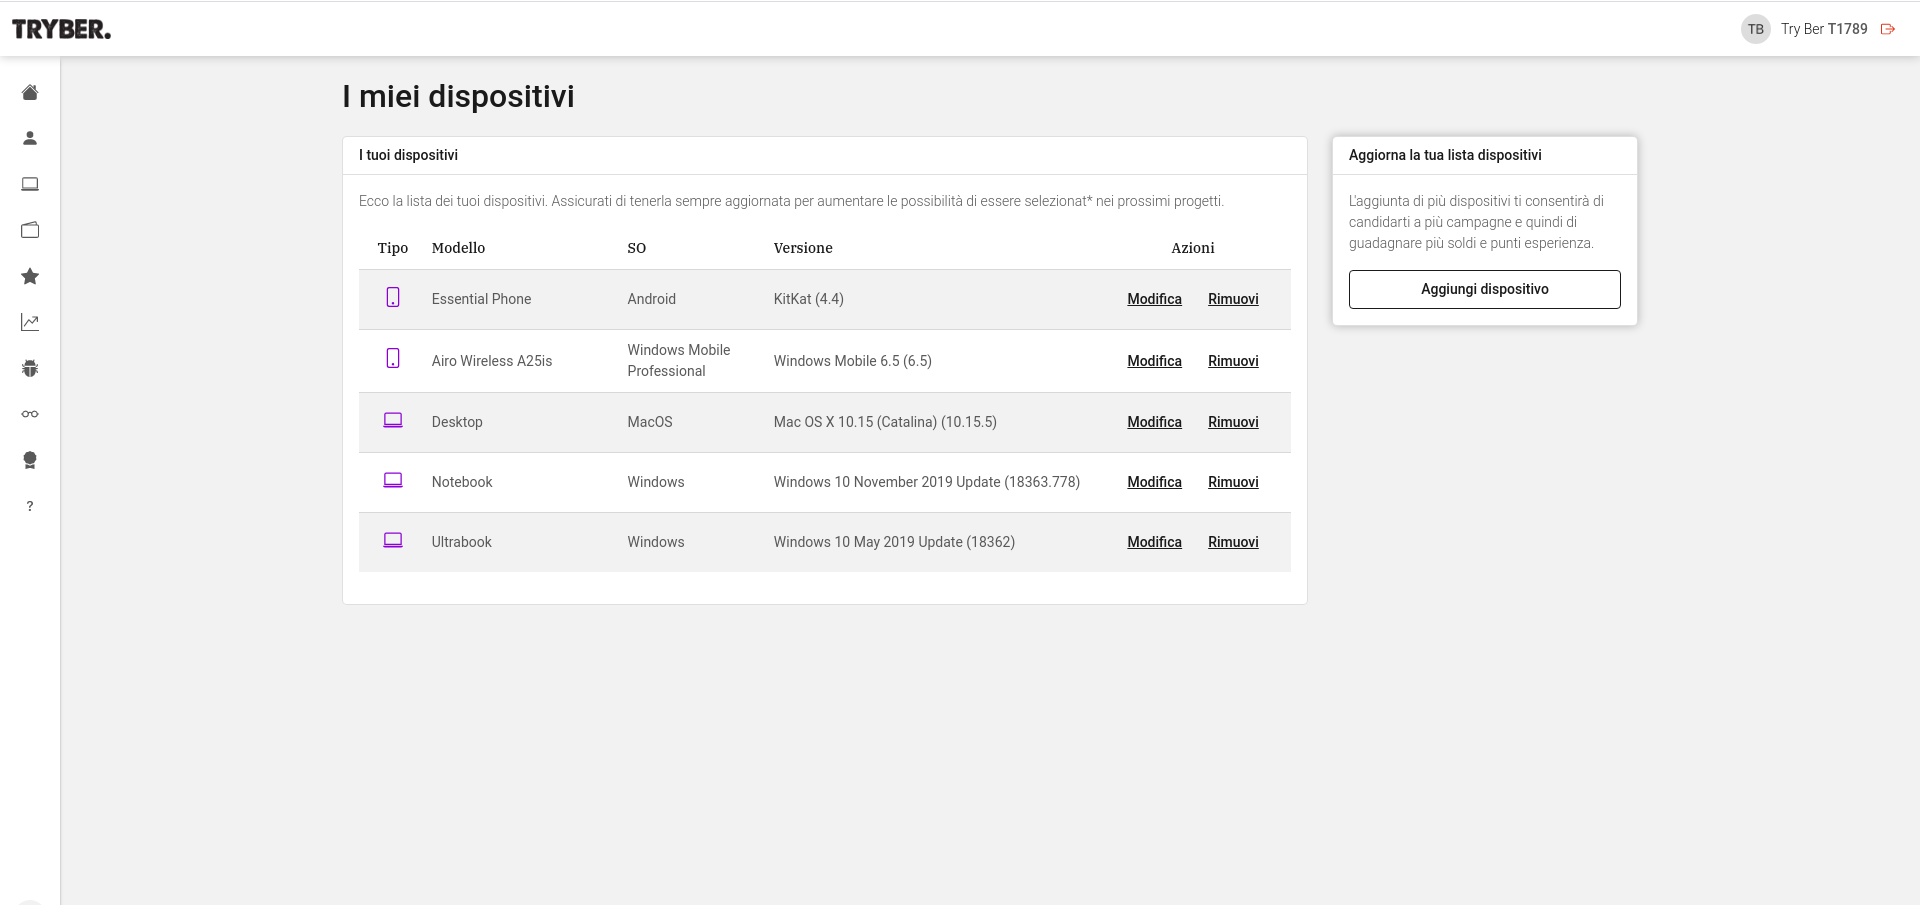 TRYBER.
TB Try Ber T1789
I miei dispositivi
I tuoi dispositivi
Ecco la lista dei tuoi dispositivi. Assicurati di tenerla sempre aggiornata per aumentare le possibilità di essere selezionat* nei prossimi progetti.
Tipo Modello SO Versione Azioni
Essential Phone Android KitKat (4.4) Modifica Rimuovi
Airo Wireless A25is Windows Mobile Professional Windows Mobile 6.5 (6.5) Modifica Rimuovi
Desktop MacOS Mac OS X 10.15 (Catalina) (10.15.5) Modifica Rimuovi
Notebook Windows Windows 10 November 2019 Update (18363.778) Modifica Rimuovi
Ultrabook Windows Windows 10 May 2019 Update (18362) Modifica Rimuovi
Aggiorna la tua lista dispositivi
L'aggiunta di più dispositivi ti consentirà di
candidarti a più campagne e quindi di
guadagnare più soldi e punti esperienza.
Aggiungi dispositivo
?